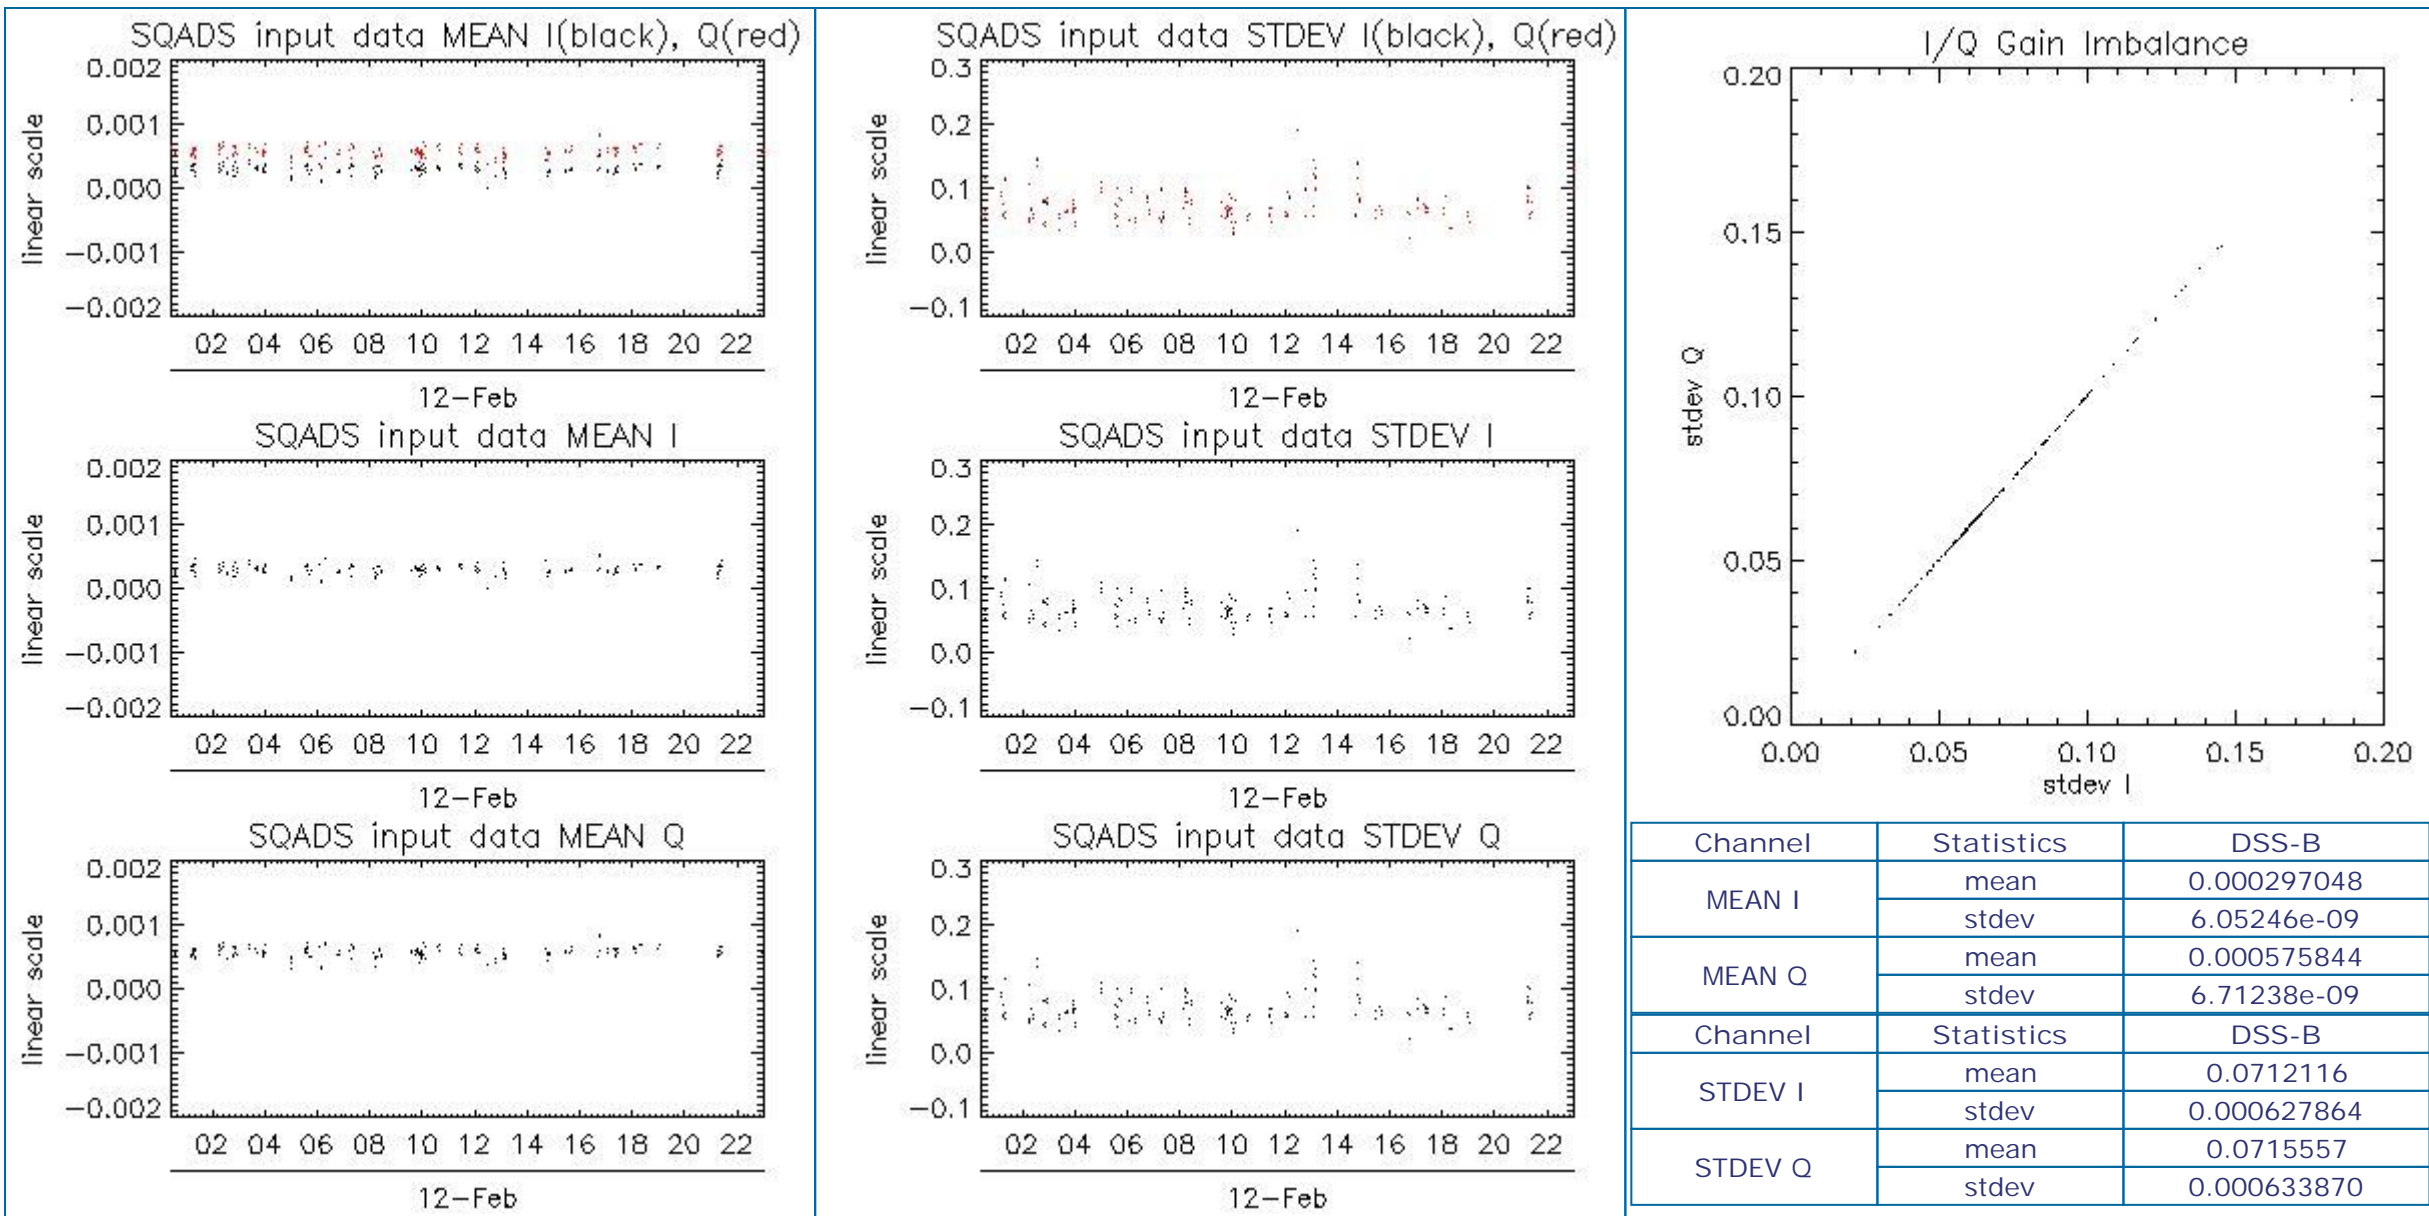 SQADS input data MEAN I(black), Q(red)
0.002
0.001
0.000
−0.001
−0.002
linear scale
02 04 06 08 10 12 14 16 18 20 22
12−Feb
SQADS input data MEAN I
0.002
0.001
0.000
−0.001
−0.002
linear scale
02 04 06 08 10 12 14 16 18 20 22
12−Feb
SQADS input data MEAN Q
0.002
0.001
0.000
−0.001
−0.002
linear scale
02 04 06 08 10 12 14 16 18 20 22
12−Feb
SQADS input data STDEV I(black), Q(red)
0.3
0.2
0.1
0.0
−0.1
linear scale
02 04 06 08 10 12 14 16 18 20 22
12−Feb
SQADS input data STDEV I
0.3
0.2
0.1
0.0
−0.1
linear scale
02 04 06 08 10 12 14 16 18 20 22
12−Feb
SQADS input data STDEV Q
0.3
0.2
0.1
0.0
−0.1
linear scale
02 04 06 08 10 12 14 16 18 20 22
12−Feb
I/Q Gain Imbalance
0.20
0.15
0.10
0.05
0.00
stdev Q
0.00 0.05 0.10 0.15 0.20
stdev I
Channel Statistics DSS-B
MEAN I mean 0.000297048
stdev 6.05246e-09
MEAN Q mean 0.000575844
stdev 6.71238e-09
Channel Statistics DSS-B
STDEV I mean 0.0712116
stdev 0.000627864
STDEV Q mean 0.0715557
stdev 0.000633870